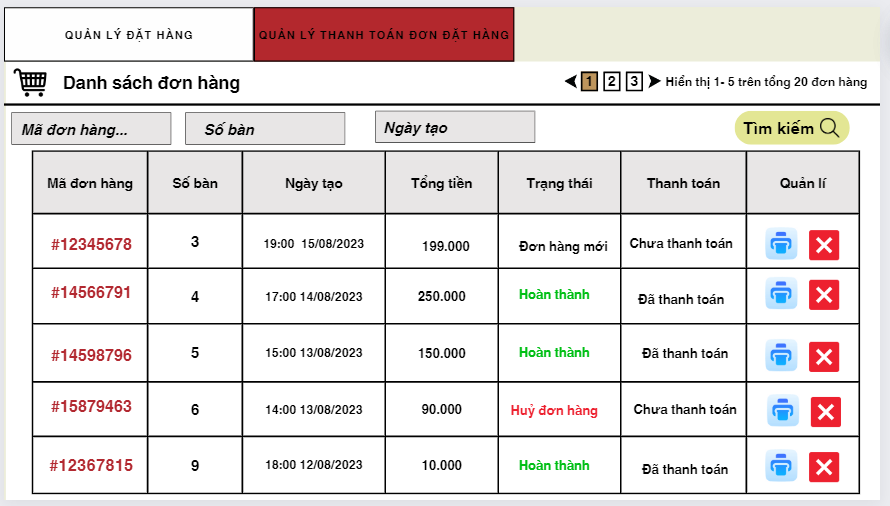 QUẢN LÝ ĐẶT HÀNG
QUẢN LÝ THANH TOÁN ĐƠN ĐẶT HÀNG
Danh sách đơn hàng
1 2 3 Hiển thị 1- 5 trên tổng 20 đơn hàng
Mã đơn hàng... Số bàn Ngày tạo Tìm kiếm
Mã đơn hàng Số bàn Ngày tạo Tổng tiền Trạng thái Thanh toán Quản lí
#12345678 3 19:00 15/08/2023 199.000 Đơn hàng mới Chưa thanh toán
#14566791 4 17:00 14/08/2023 250.000 Hoàn thành Đã thanh toán
#14598796 5 15:00 13/08/2023 150.000 Hoàn thành Đã thanh toán
#15879463 6 14:00 13/08/2023 90.000 Huỷ đơn hàng Chưa thanh toán
#12367815 9 18:00 12/08/2023 10.000 Hoàn thành Đã thanh toán